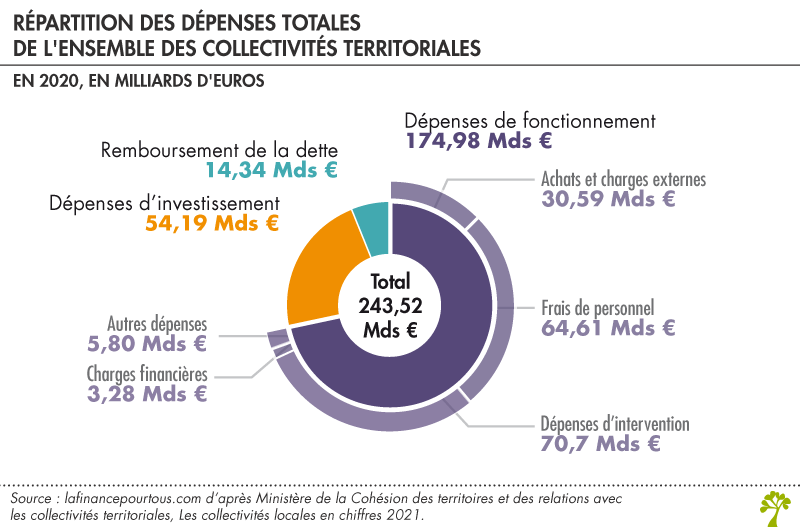 RÉPARTITION DES DÉPENSES TOTALES
DE L'ENSEMBLE DES COLLECTIVITÉS TERRITORIALES
EN 2020, EN MILLIARDS D'EUROS
Dépenses de fonctionnement
174,98 Mds €
Remboursement de la dette
14,34 Mds €
Achats et charges externes
30,59 Mds €
Dépenses d’investissement
54,19 Mds €
Total
243,52
Mds €
Frais de personnel
64,61 Mds €
Autres dépenses
5,80 Mds €
Charges financières
3,28 Mds €
Dépenses d’intervention
70,7 Mds €
Source : lafinancepourtous.com d’après Ministère de la Cohésion des territoires et des relations avec
les collectivités territoriales, Les collectivités locales en chiffres 2021.